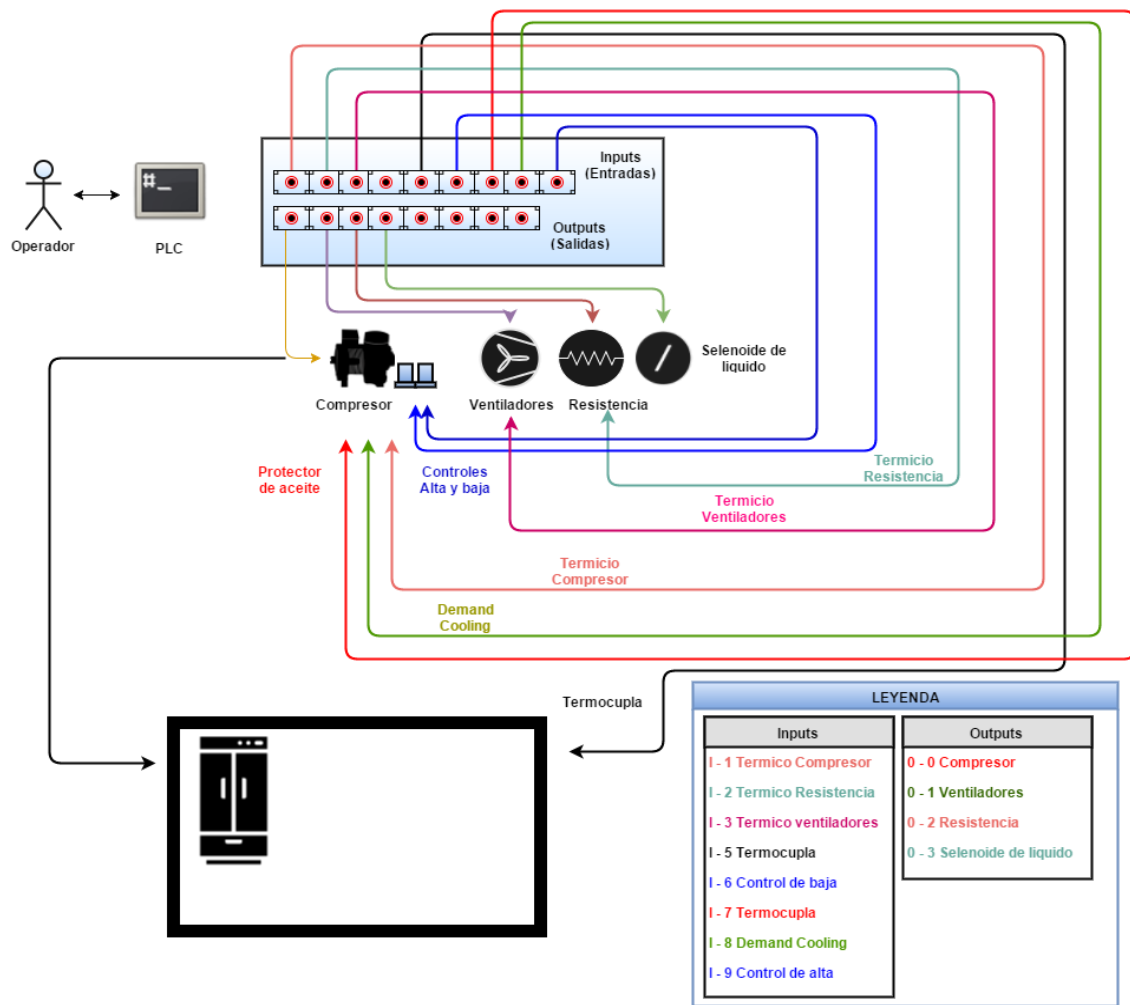 Inputs
(Entradas)
Outputs
(Salidas)
#_
Operador
PLC
Compresor
Ventiladores
Resistencia
Selenoide de
liquido
Protector
de aceite
Controles
Alta y baja
Termicio
Resistencia
Termicio
Ventiladores
Termicio
Compresor
Demand
Cooling
Termocupla
LEYENDA
Inputs
I - 1 Termico Compresor
I - 2 Termico Resistencia
I - 3 Termico ventiladores
I - 5 Termocupla
I - 6 Control de baja
I - 7 Termocupla
I - 8 Demand Cooling
I - 9 Control de alta
Outputs
0 - 0 Compresor
0 - 1 Ventiladores
0 - 2 Resistencia
0 - 3 Selenoide de liquido